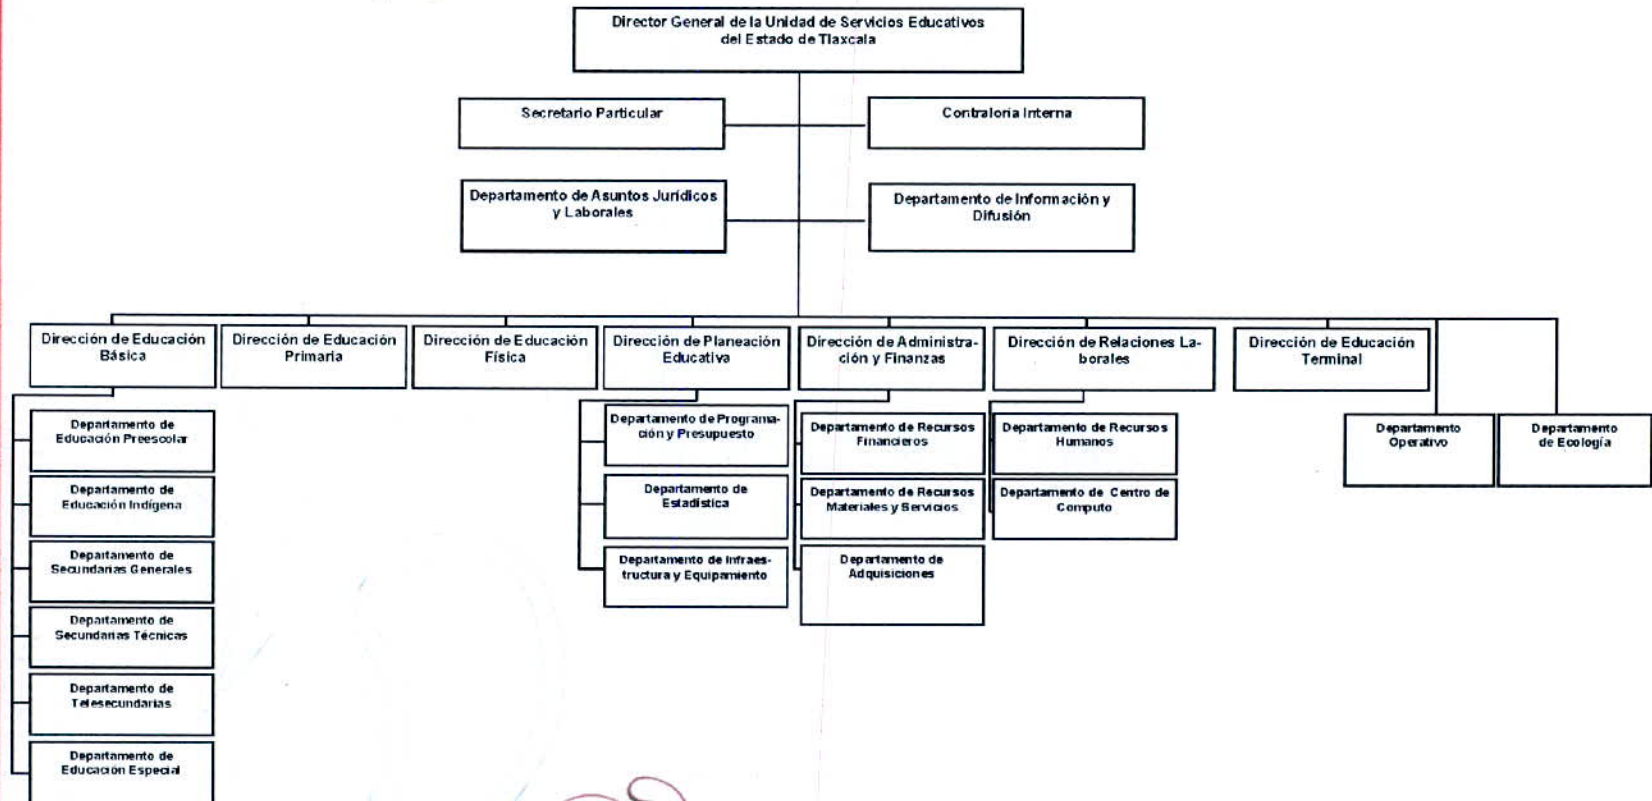 Director General de la Unidad de Servicios Educativos
del Estado de Tlaxcala
Secretario Particular
Contraloría Interna
Departamento de Asuntos Jurídicos
y Laborales
Departamento de Información y
Difusión
Dirección de Educación
Básica
Dirección de Educación
Primaria
Dirección de Educación
Física
Dirección de Planeación
Educativa
Dirección de Administra-
ción y Finanzas
Dirección de Relaciones La-
borales
Dirección de Educación
Terminal
Departamento de
Educación Preescolar
Departamento de
Educación Indígena
Departamento de
Secundarias Generales
Departamento de
Secundarias Técnicas
Departamento de
Telesecundarias
Departamento de
Educación Especial
Departamento de Programa-
ción y Presupuesto
Departamento de
Estadística
Departamento de Infraes-
tructura y Equipamiento
Departamento de Recursos
Financieros
Departamento de Recursos
Materiales y Servicios
Departamento de
Adquisiciones
Departamento de Recursos
Humanos
Departamento de Centro de
Computo
Departamento
Operativo
Departamento
de Ecología